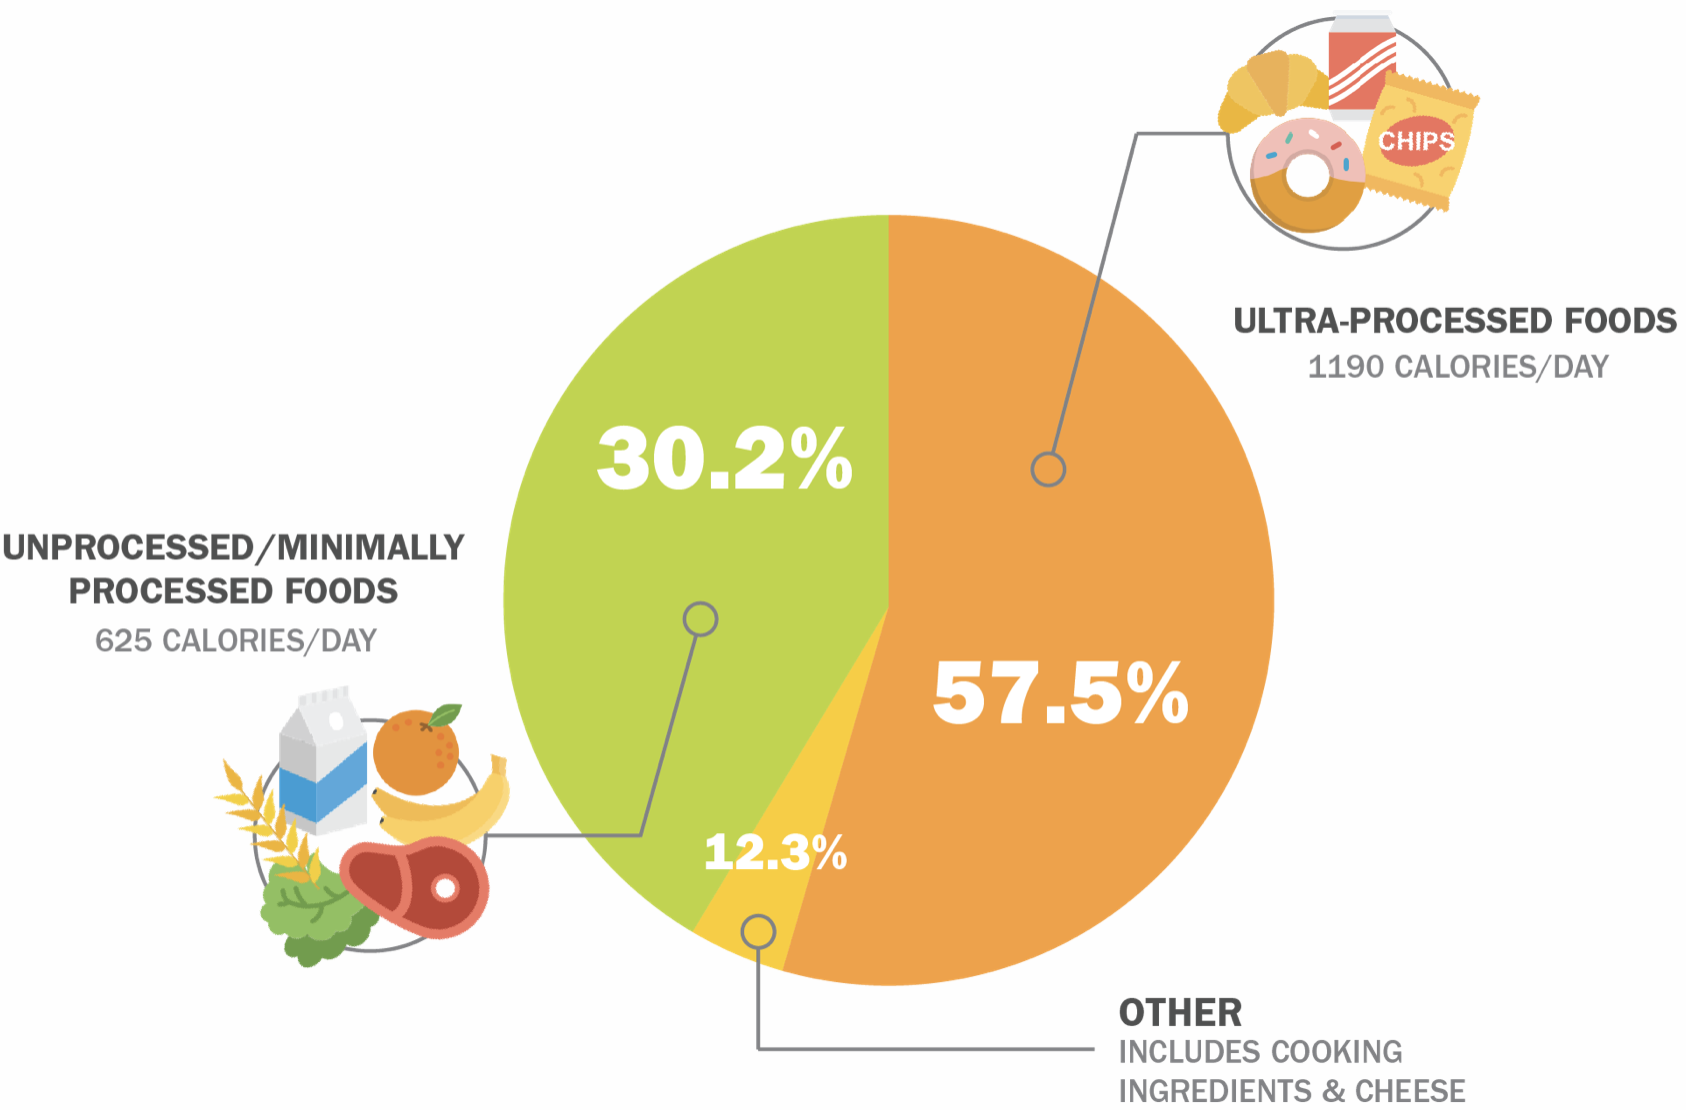 CHIPS
ULTRA-PROCESSED FOODS
1190 CALORIES/DAY
30.2%
UNPROCESSED/MINIMALLY
PROCESSED FOODS
625 CALORIES/DAY
57.5%
12.3%
OTHER
INCLUDES COOKING
INGREDIENTS & CHEESE